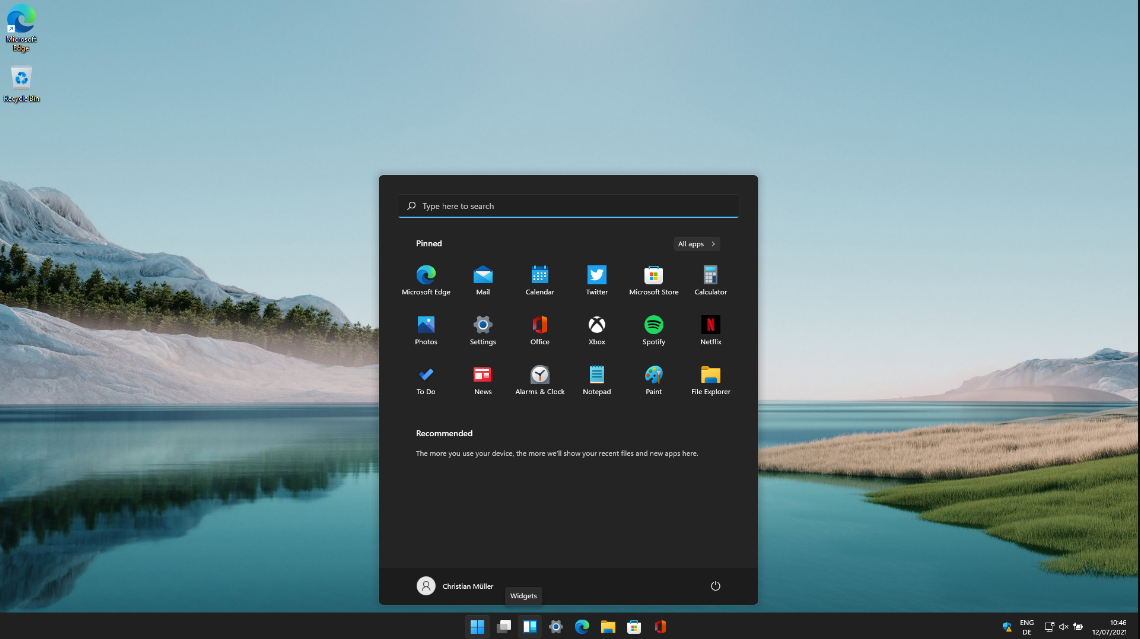 Microsoft
Edge
Recycle Bin
Type here to search
Pinned
All apps
Microsoft Edge
Mail
Calendar
Twitter
Microsoft Store
Calculator
Photos
Settings
Office
Xbox
Spotify
Netflix
To Do
News
Alarms & Clock
Notepad
Paint
File Explorer
Recommended
The more you use your device, the more we'll show your recent files and new apps here.
Christian Müller
Widgets
ENG
DE
10:46
12/07/2021